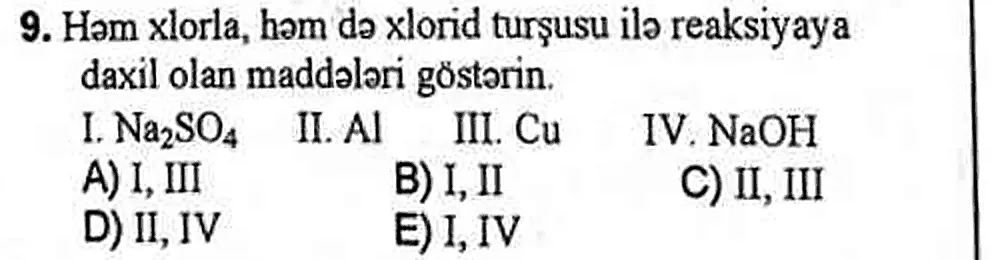 9. Həm xlorla, həm də xlorid turşusu ilə reaksiyaya
daxil olan maddələri göstərin.
I. Na₂SO₄ II. Al III. Cu IV. NaOH
A) I, III B) I, II C) II, III
D) II, IV E) I, IV